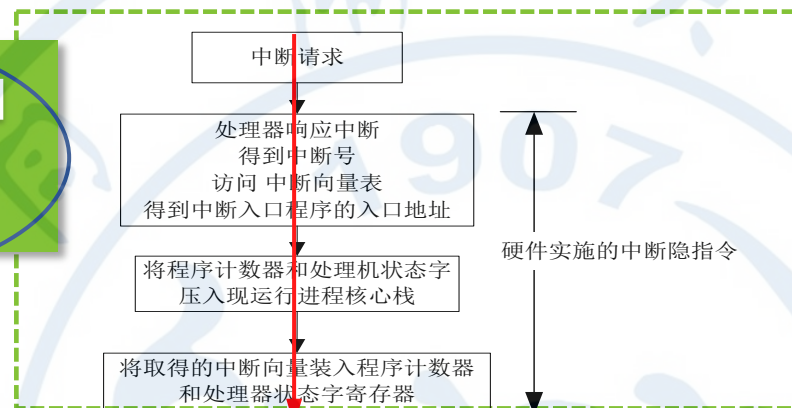 中断请求
处理器响应中断
得到中断号
访问 中断向量表
得到中断入口程序的入口地址
硬件实施的中断隐指令
将程序计数器和处理机状态字
压入现运行进程核心栈
将取得的中断向量装入程序计数器
和处理器状态字寄存器
1907